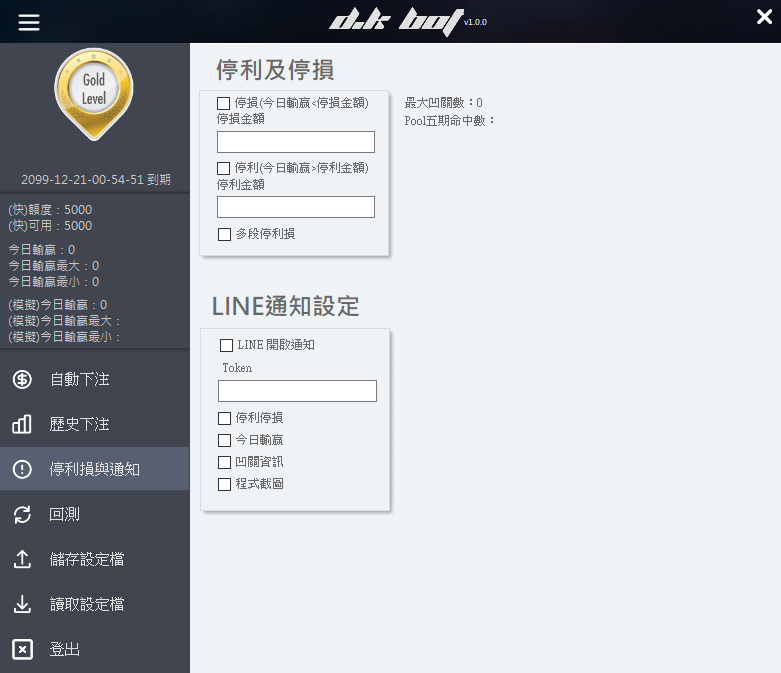 d.k bot v1.0.0
Gold
Level
2099-12-21-00-54-51 到期
(快)額度：5000
(快)可用：5000
今日輸贏：0
今日輸贏最大：0
今日輸贏最小：0
(模擬)今日輸贏：0
(模擬)今日輸贏最大：
(模擬)今日輸贏最小：
自動下注
歷史下注
停利損與通知
回測
儲存設定檔
讀取設定檔
登出
停利及停損
停損(今日輸贏<停損金額)
停損金額
停利(今日輸贏>停利金額)
停利金額
多段停利損
最大凹關數：0
Pool五期命中數：
LINE通知設定
LINE 開啟通知
Token
停利停損
今日輸贏
凹關資訊
程式截圖